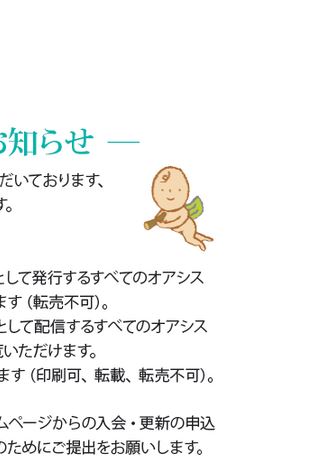 お知らせ ―
だいております、
す。
として発行するすべてのオアシス
ます（転売不可）。
として配信するすべてのオアシス
覧いただけます。
ます（印刷可、転載、転売不可）。
ムページからの入会・更新の申込
のためにご提出をお願いします。